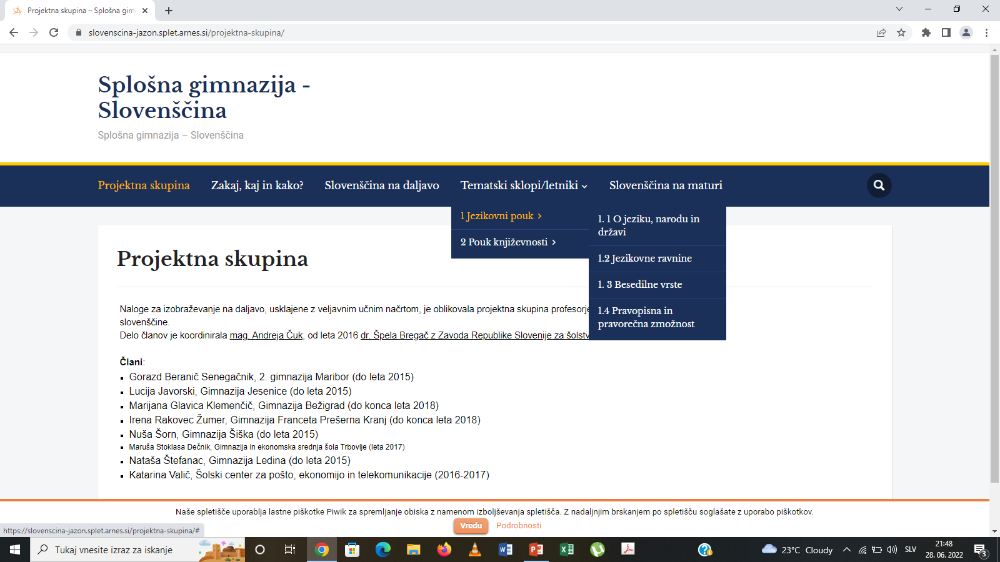 Projektna skupina – Splošna gim
slovenscina-jazon.splet.arnes.si/projektna-skupina/
Splošna gimnazija -
Slovenščina
Splošna gimnazija – Slovenščina
Projektna skupina
Zakaj, kaj in kako?
Slovenščina na daljavo
Tematski sklopi/letniki
Slovenščina na maturi
1 Jezikovni pouk
2 Pouk književnosti
1. 1 O jeziku, narodu in
državi
1.2 Jezikovne ravnine
1. 3 Besedilne vrste
1.4 Pravopisna in
pravorečna zmožnost
Projektna skupina
Naloge za izobraževanje na daljavo, usklajene z veljavnim učnim načrtom, je oblikovala projektna skupina profesorje
slovenščine.
Delo članov je koordinirala mag. Andreja Čuk, od leta 2016 dr. Špela Bregač z Zavoda Republike Slovenije za šolstv
Člani:
Gorazd Beranič Senegačnik, 2. gimnazija Maribor (do leta 2015)
Lucija Javorski, Gimnazija Jesenice (do leta 2015)
Marijana Glavica Klemenčič, Gimnazija Bežigrad (do konca leta 2018)
Irena Rakovec Žumer, Gimnazija Franceta Prešerna Kranj (do konca leta 2018)
Nuša Šorn, Gimnazija Šiška (do leta 2015)
Maruša Stoklasa Dečnik, Gimnazija in ekonomska srednja šola Trbovlje (leta 2017)
Nataša Štefanac, Gimnazija Ledina (do leta 2015)
Katarina Valič, Šolski center za pošto, ekonomijo in telekomunikacije (2016-2017)
Naše spletišče uporablja lastne piškotke Piwik za spremljanje obiska z namenom izboljševanja spletišča. Z nadaljnjim brskanjem po spletišču soglašate z uporabo piškotkov.
Vredu Podrobnosti
https://slovenscina-jazon.splet.arnes.si/projektna-skupina/#
Tukaj vnesite izraz za iskanje
23°C Cloudy
SLV
21:48
28. 06. 2022
3